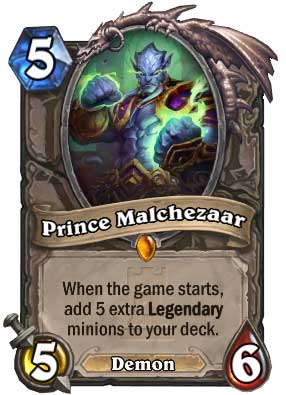 5
Prince Malchezaar
When the game starts,
add 5 extra Legendary
minions to your deck.
5
Demon
6